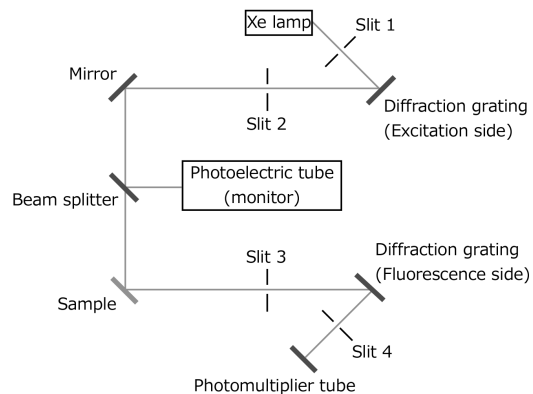 Xe lamp
Slit 1
Mirror
Slit 2
Diffraction grating
(Excitation side)
Photoelectric tube
(monitor)
Beam splitter
Slit 3
Diffraction grating
(Fluorescence side)
Sample
Slit 4
Photomultiplier tube